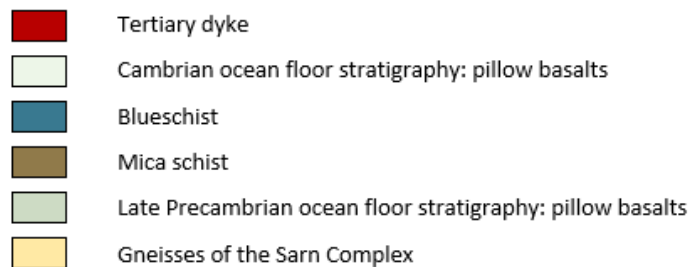 Tertiary dyke
Cambrian ocean floor stratigraphy: pillow basalts
Blueschist
Mica schist
Late Precambrian ocean floor stratigraphy: pillow basalts
Gneisses of the Sarn Complex